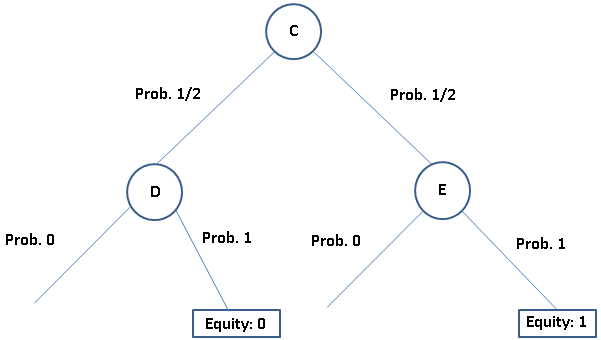 C
Prob. 1/2
Prob. 1/2
D
E
Prob. 0
Prob. 1
Prob. 0
Prob. 1
Equity: 0
Equity: 1